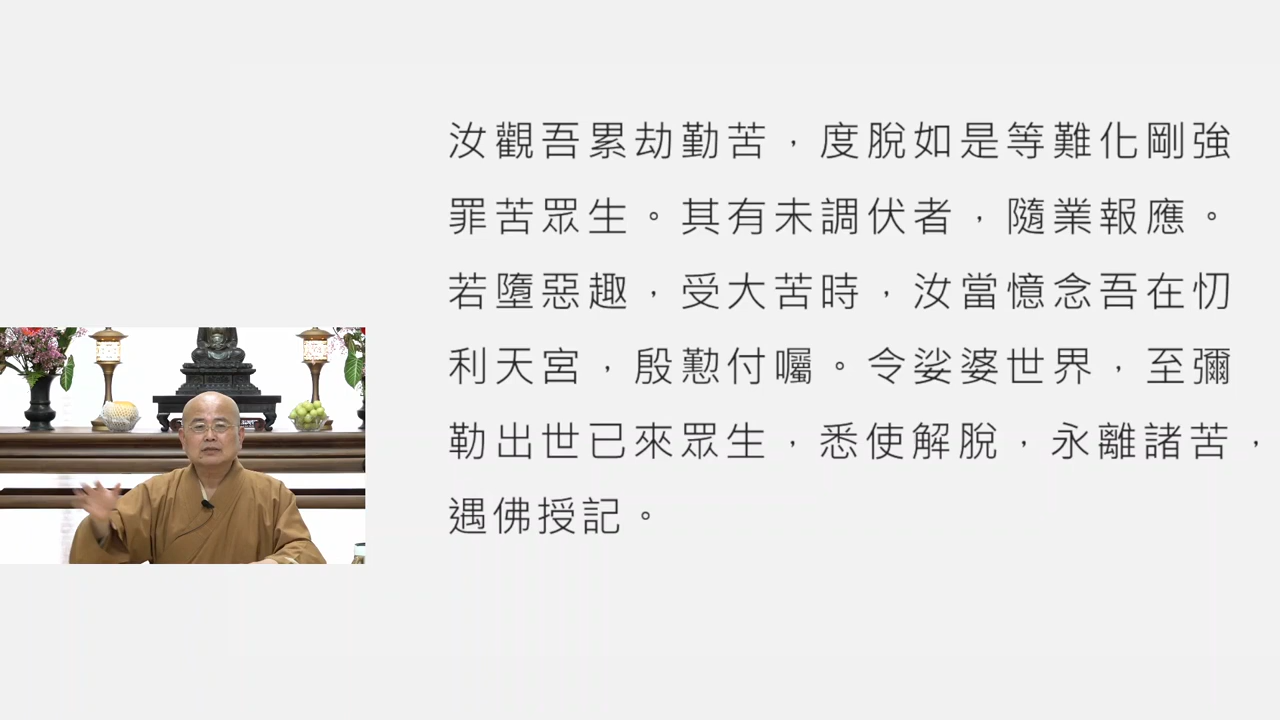 汝觀吾累劫勤苦，度脫如是等難化剛強
罪苦眾生。其有未調伏者，隨業報應。
若墮惡趣，受大苦時，汝當憶念吾在忉
利天宮，殷懃付囑。令娑婆世界，至彌
勒出世已來眾生，悉使解脫，永離諸苦，
遇佛授記。